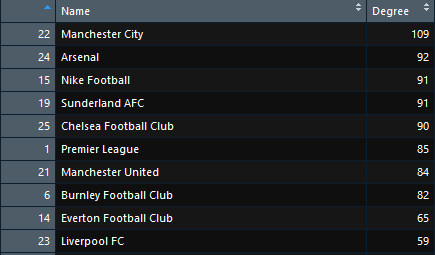 Name Degree
22 Manchester City 109
24 Arsenal 92
15 Nike Football 91
19 Sunderland AFC 91
25 Chelsea Football Club 90
1 Premier League 85
21 Manchester United 84
6 Burnley Football Club 82
14 Everton Football Club 65
23 Liverpool FC 59